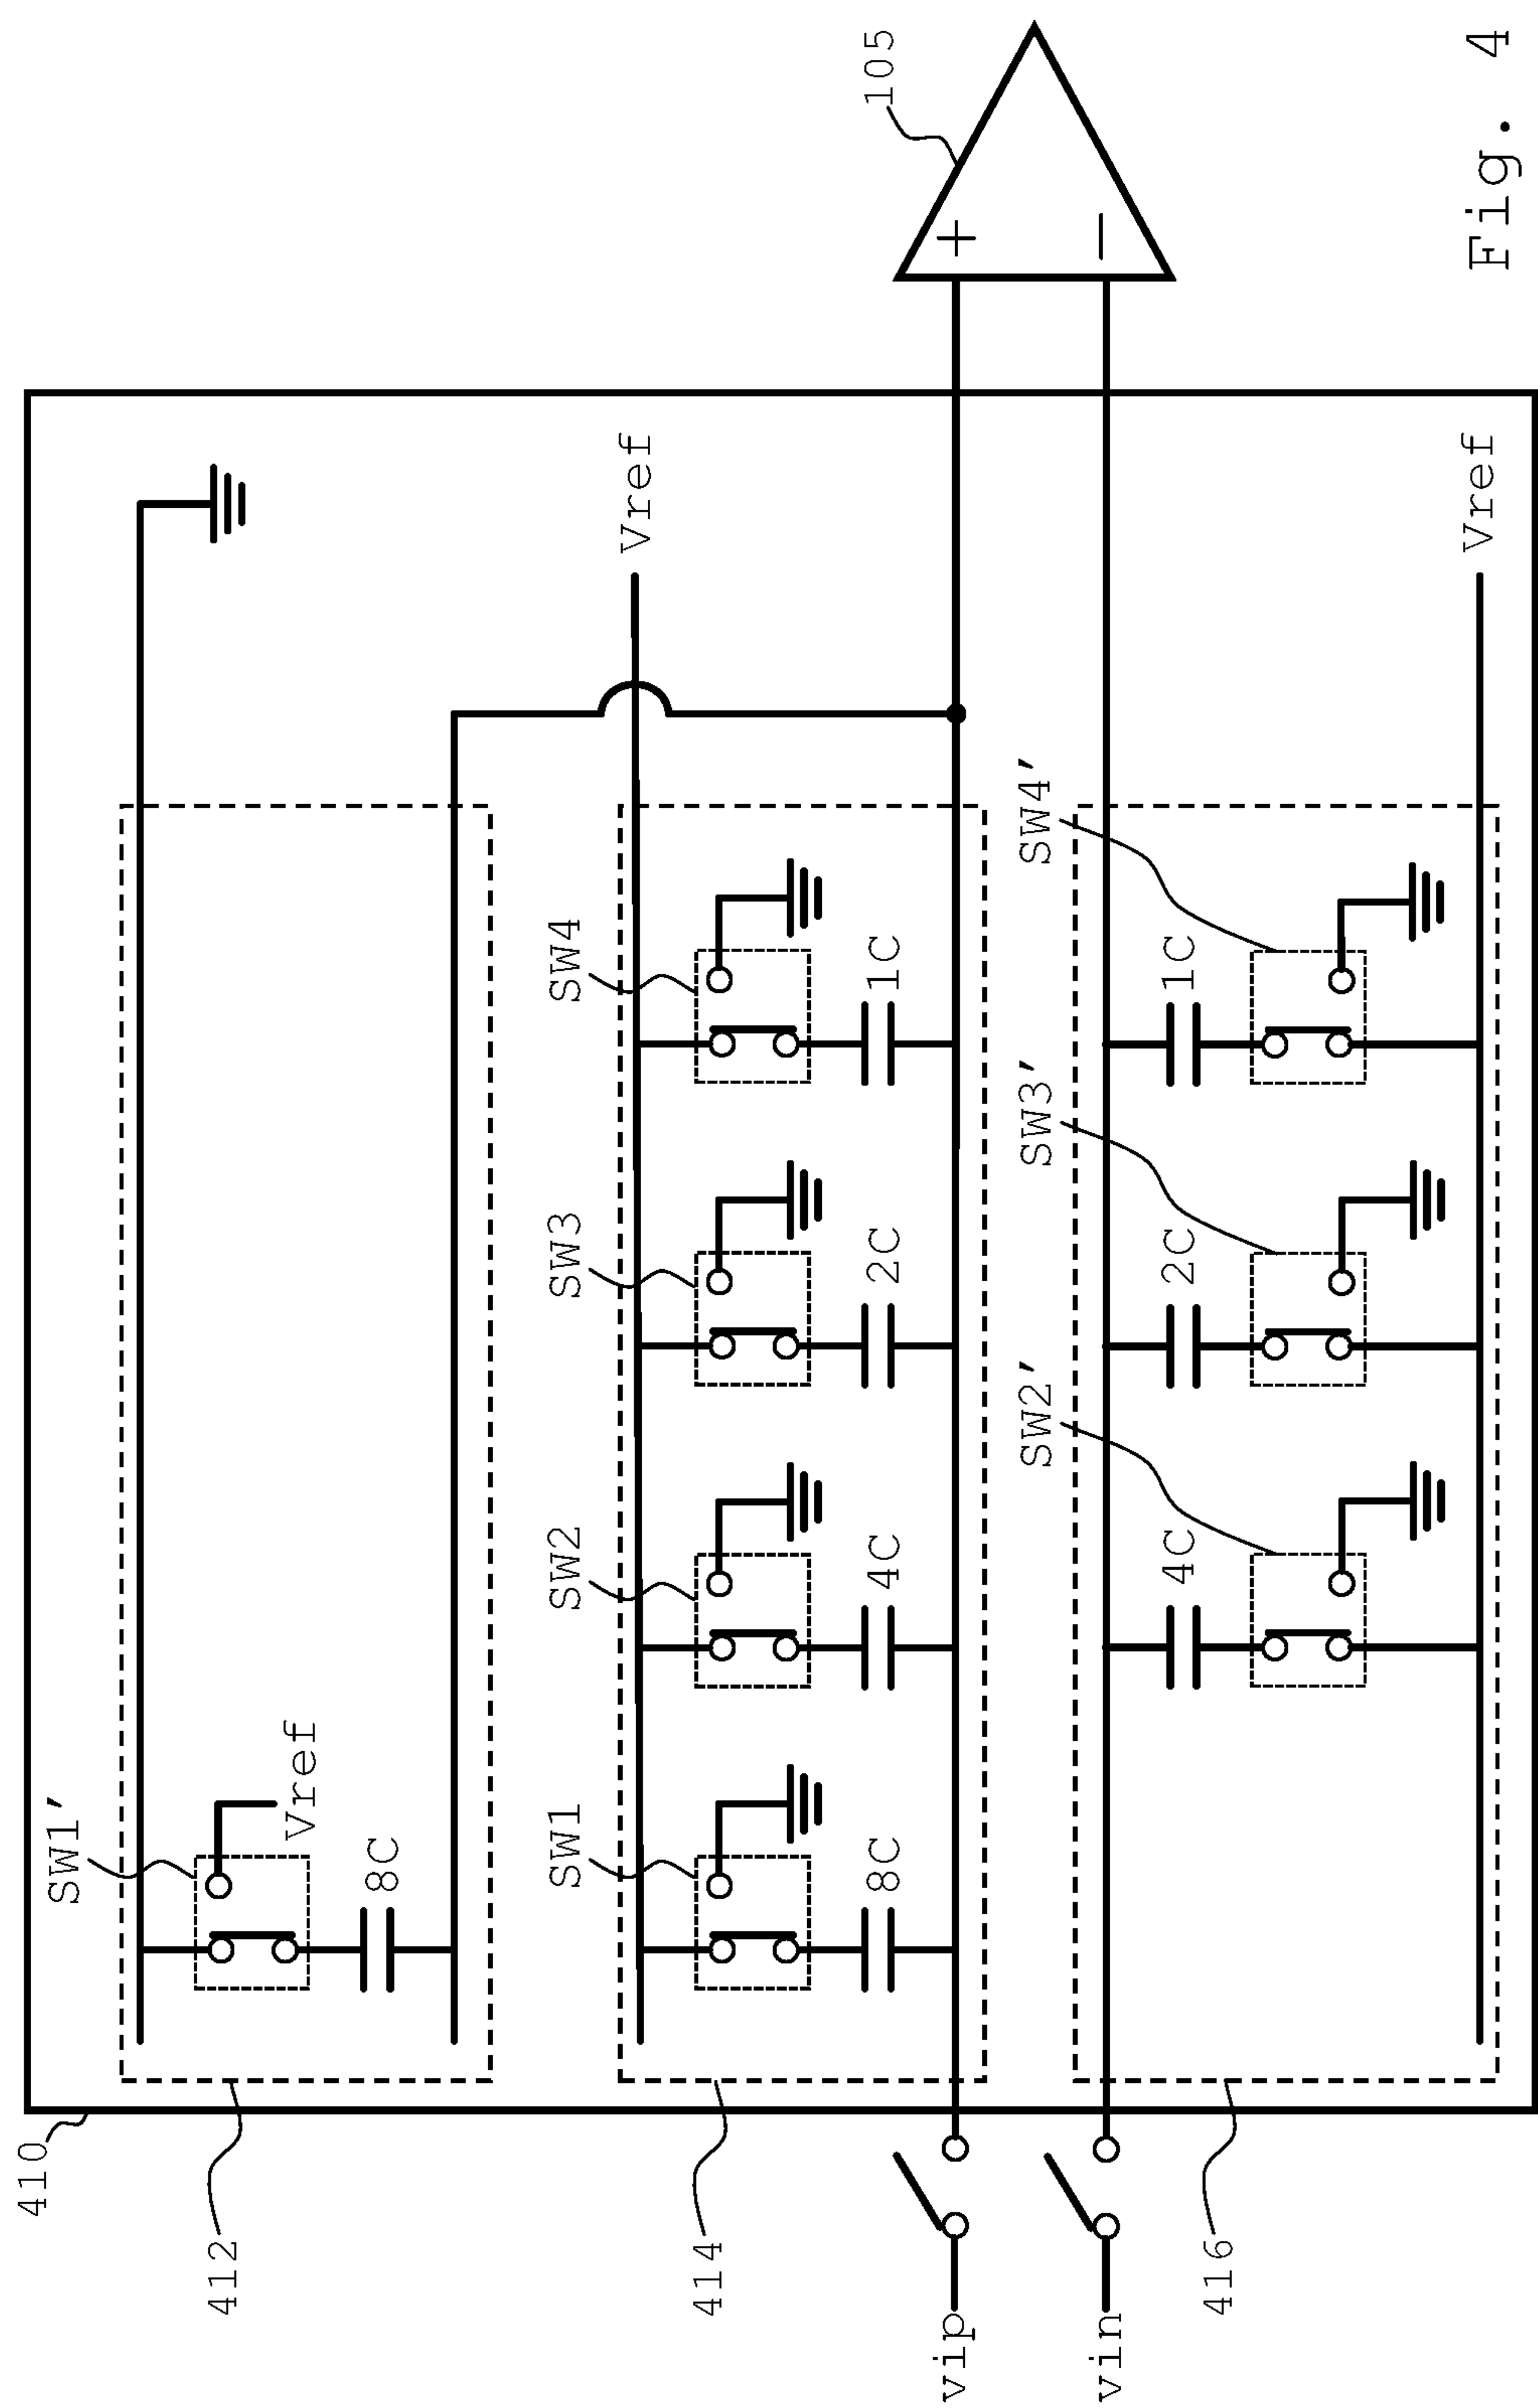 410
412
SW1'
Vref
8C
414
SW1
8C
SW2
4C
SW3
2C
SW4
1C
Vref
vip
vin
105
+
−
416
SW2'
4C
SW3'
2C
SW4'
1C
Vref
Fig. 4